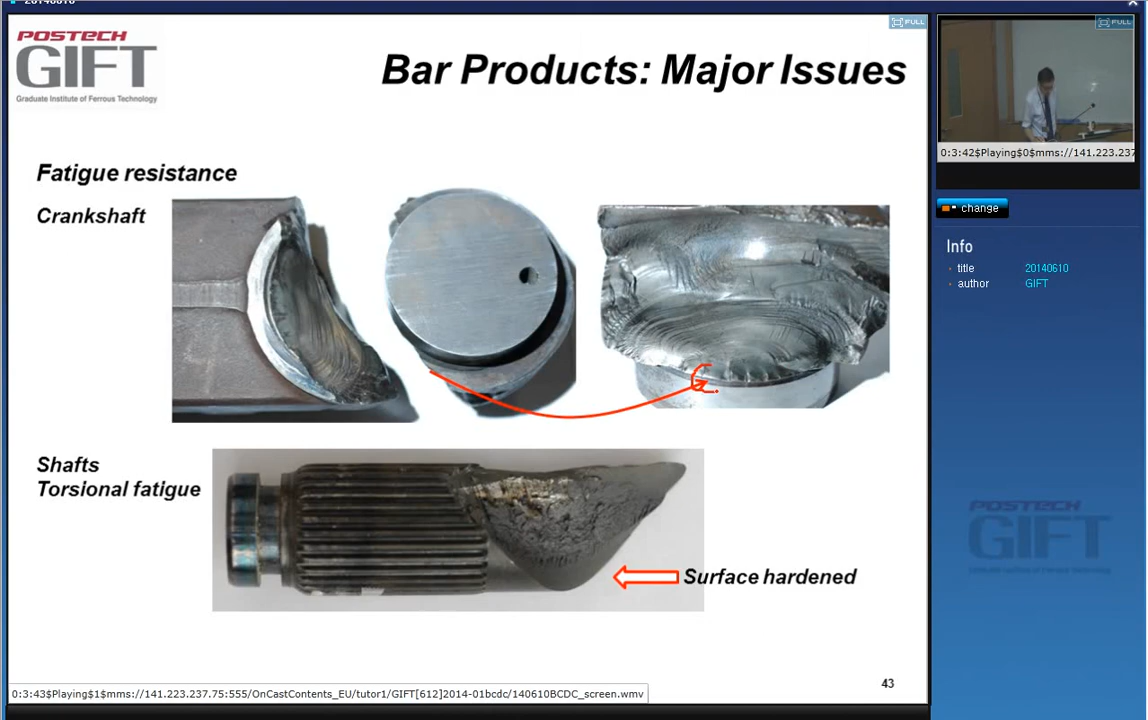 20140610
POSTECH
GIFT
Graduate Institute of Ferrous Technology
Bar Products: Major Issues
FULL
FULL
0:3:42$Playing$0$mms://141.223.237
change
Info
title 20140610
author GIFT
Fatigue resistance
Crankshaft
Shafts
Torsional fatigue
Surface hardened
POSTECH
GIFT
43
0:3:43$Playing$1$mms://141.223.237.75:555/OnCastContents_EU/tutor1/GIFT[612]2014-01bcdc/140610BCDC_screen.wmv